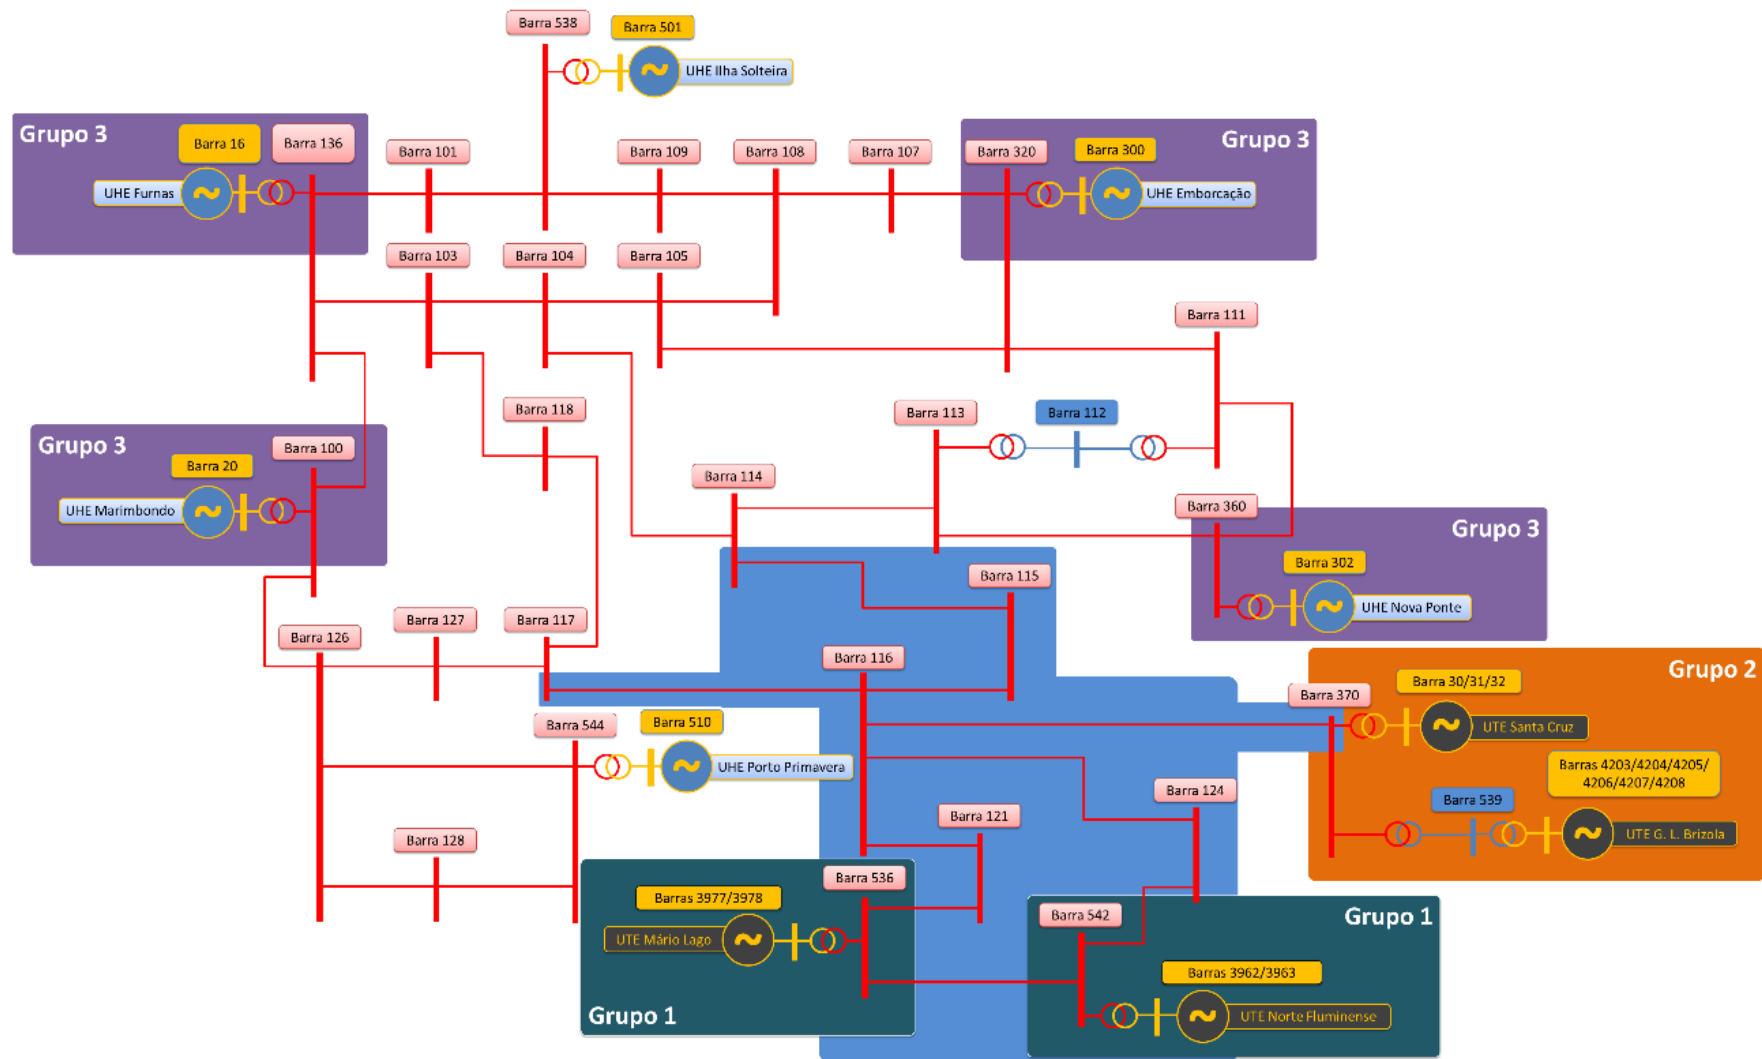 Barra 538
Barra 501
UHE Ilha Solteira
Grupo 3
Barra 16
Barra 136
UHE Furnas
Barra 101
Barra 109
Barra 108
Barra 107
Barra 320
Barra 300
Grupo 3
UHE Emborcação
Barra 103
Barra 104
Barra 105
Barra 111
Barra 118
Barra 113
Barra 112
Grupo 3
Barra 100
Barra 20
UHE Marimbondo
Barra 114
Barra 360
Grupo 3
Barra 302
UHE Nova Ponte
Barra 115
Barra 126
Barra 127
Barra 117
Barra 116
Grupo 2
Barra 370
Barra 30/31/32
UTE Santa Cruz
Barra 544
Barra 510
UHE Porto Primavera
Barras 4203/4204/4205/
4206/4207/4208
Barra 539
UTE G. L. Brizola
Barra 124
Barra 121
Barra 128
Barra 536
Barras 3977/3978
UTE Mário Lago
Grupo 1
Barra 542
Grupo 1
Barras 3962/3963
UTE Norte Fluminense